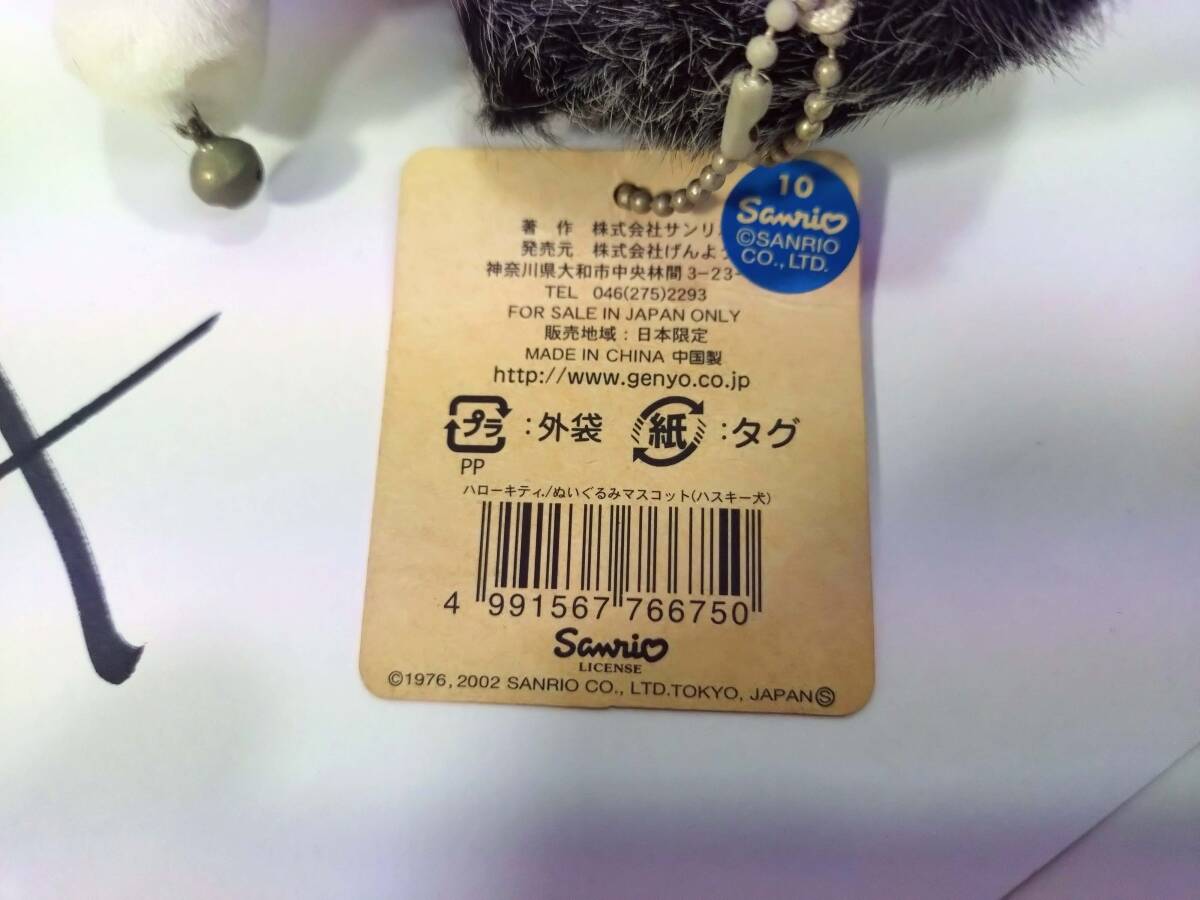 10
Sanrio
©SANRIO
CO., LTD.
著 作 株式会社サンリ
発売元 株式会社げんよ
神奈川県大和市中央林間3-23-
TEL 046(275)2293
FOR SALE IN JAPAN ONLY
販売地域：日本限定
MADE IN CHINA 中国製
http://www.genyo.co.jp
プラ :外袋 紙 :タグ
PP
ハローキティ./ぬいぐるみマスコット(ハスキー犬)
4 991567 766750
Sanrio
LICENSE
©1976, 2002 SANRIO CO., LTD.TOKYO, JAPAN Ⓢ